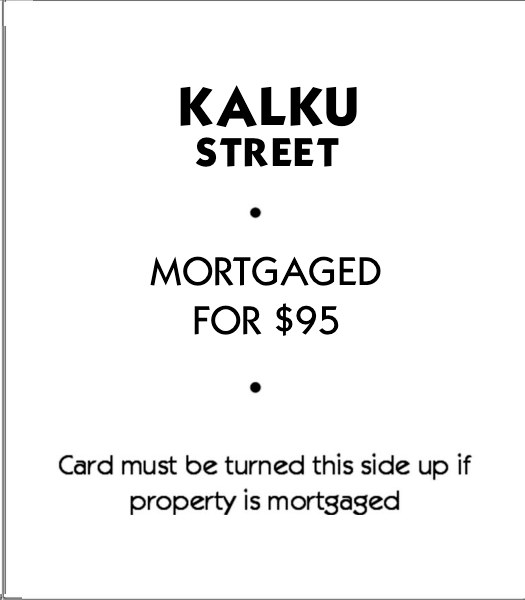 KALKU
STREET
•
MORTGAGED
FOR $95
•
Card must be turned this side up if
property is mortgaged